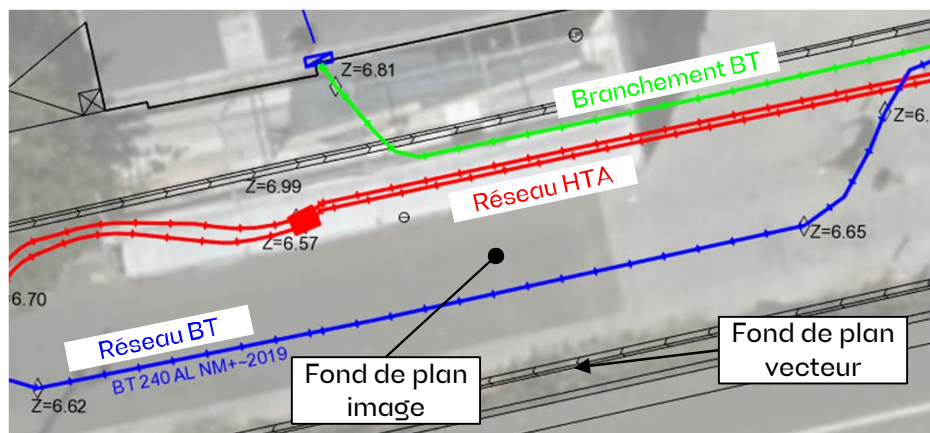 Z=6.81
Branchement BT
Z=6.
Z=6.99
Réseau HTA
Z=6.57
Z=6.65
6.70
Réseau BT
BT 240 AL NM+~2019
Fond de plan
vecteur
Fond de plan
image
Z=6.62